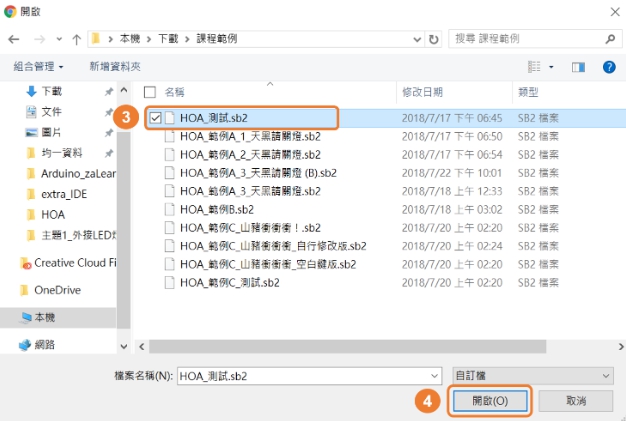 開啟
本機 > 下載 > 課程範例
搜尋 課程範例
組合管理
新增資料夾
名稱
修改日期
類型
下載
文件
圖片
均一資料
Arduino_zaLear
extra_IDE
HOA
主題1_外接LED燈
Creative Cloud Fi
OneDrive
本機
網路
3
HOA_測試.sb2 2018/7/17 下午 06:45 SB2 檔案
HOA_範例A_1_天黑請關燈.sb2 2018/7/17 下午 06:50 SB2 檔案
HOA_範例A_2_天黑請關燈.sb2 2018/7/17 下午 06:54 SB2 檔案
HOA_範例A_3_天黑請關燈 (B).sb2 2018/7/22 下午 10:01 SB2 檔案
HOA_範例A_3_天黑請關燈.sb2 2018/7/18 上午 12:33 SB2 檔案
HOA_範例B.sb2 2018/7/18 上午 03:02 SB2 檔案
HOA_範例C_山豬衝衝衝！.sb2 2018/7/20 上午 02:20 SB2 檔案
HOA_範例C_山豬衝衝衝_自行修改版.sb2 2018/7/20 上午 02:24 SB2 檔案
HOA_範例C_山豬衝衝衝_空白鍵版.sb2 2018/7/20 上午 02:20 SB2 檔案
HOA_範例C_測試.sb2 2018/7/20 上午 02:20 SB2 檔案
檔案名稱(N): HOA_測試.sb2
自訂檔
4
開啟(O)
取消